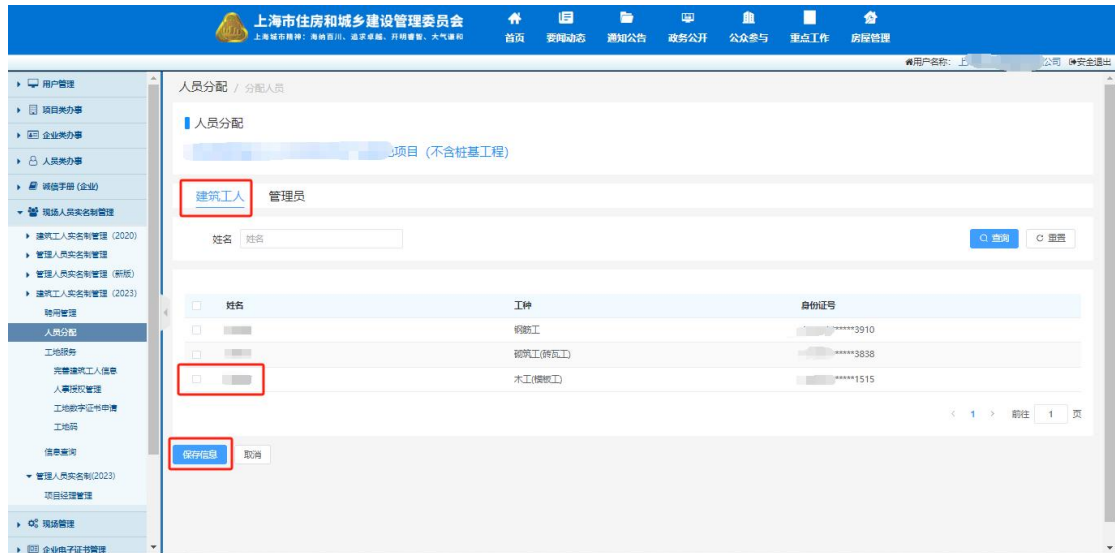 上海市住房和城乡建设管理委员会
上海城市精神：海纳百川、追求卓越、开明睿智、大气谦和
首页 要闻动态 通知公告 政务公开 公众参与 重点工作 房屋管理
用户名称： 上 公司 安全退出
用户管理
项目类办事
企业类办事
人员类办事
诚信手册 (企业)
现场人员实名制管理
建筑工人实名制管理（2020）
管理人员实名制管理
管理人员实名制管理（新版）
建筑工人实名制管理（2023）
聘用管理
人员分配
工地服务
完善建筑工人信息
人事授权管理
工地数字证书申请
工地码
信息查询
管理人员实名制(2023)
项目经理管理
现场管理
企业电子证书管理
人员分配 / 分配人员
人员分配
项目（不含桩基工程）
建筑工人 管理员
姓名 姓名 查询 重置
姓名 工种 身份证号
钢筋工 *****3910
砌筑工(砖瓦工) *****3838
木工(模板工) *****1515
< 1 > 前往 1 页
保存信息 取消